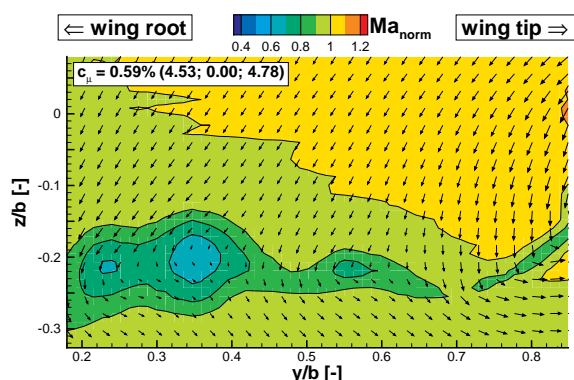 ⇐ wing root
Ma_norm
wing tip ⇒
0.4 0.6 0.8 1 1.2
c_μ = 0.59% (4.53; 0.00; 4.78)
z/b [-]
0
-0.1
-0.2
-0.3
0.2 0.3 0.4 0.5 0.6 0.7 0.8
y/b [-]